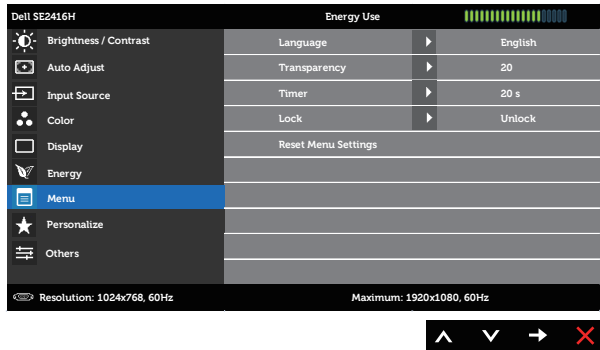 Dell SE2416H Energy Use
Brightness / Contrast Language English
Auto Adjust Transparency 20
Input Source Timer 20 s
Color Lock Unlock
Display Reset Menu Settings
Energy
Menu
Personalize
Others
Resolution: 1024x768, 60Hz Maximum: 1920x1080, 60Hz